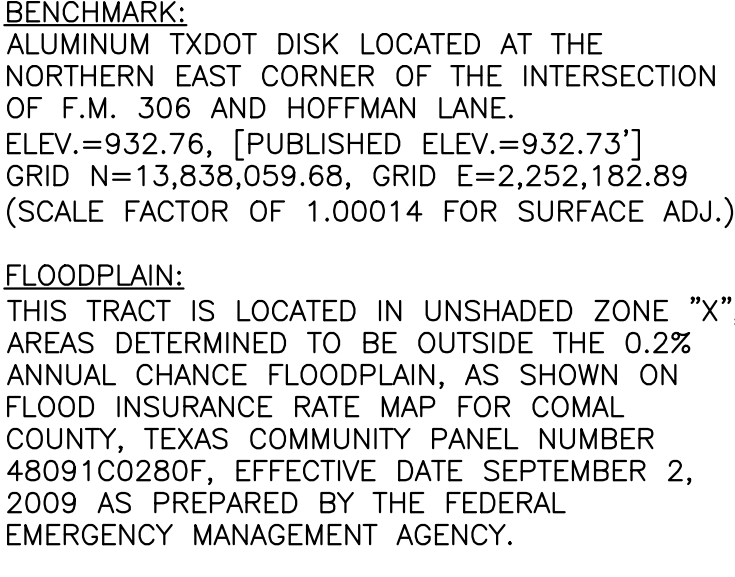 BENCHMARK:
ALUMINUM TXDOT DISK LOCATED AT THE
NORTHERN EAST CORNER OF THE INTERSECTION
OF F.M. 306 AND HOFFMAN LANE.
ELEV.=932.76, [PUBLISHED ELEV.=932.73']
GRID N=13,838,059.68, GRID E=2,252,182.89
(SCALE FACTOR OF 1.00014 FOR SURFACE ADJ.)
FLOODPLAIN:
THIS TRACT IS LOCATED IN UNSHADED ZONE "X",
AREAS DETERMINED TO BE OUTSIDE THE 0.2%
ANNUAL CHANCE FLOODPLAIN, AS SHOWN ON
FLOOD INSURANCE RATE MAP FOR COMAL
COUNTY, TEXAS COMMUNITY PANEL NUMBER
48091C0280F, EFFECTIVE DATE SEPTEMBER 2,
2009 AS PREPARED BY THE FEDERAL
EMERGENCY MANAGEMENT AGENCY.